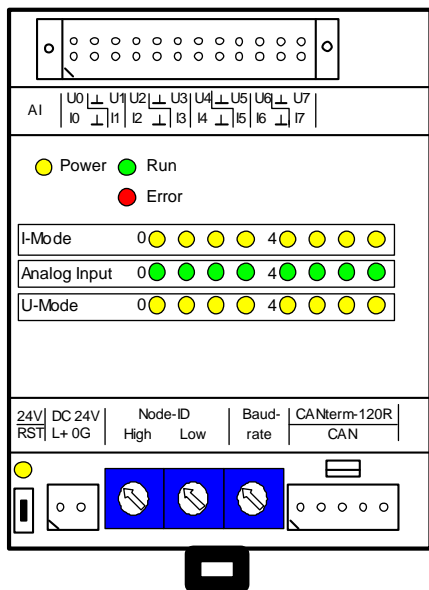 AI U0 ⊥ U1 U2 ⊥ U3 U4 ⊥ U5 U6 ⊥ U7
I0 ⊥ I1 I2 ⊥ I3 I4 ⊥ I5 I6 ⊥ I7
Power Run
Error
I-Mode 0 4
Analog Input 0 4
U-Mode 0 4
24V DC 24V Node-ID Baud- CANterm-120R
RST L+ 0G High Low rate CAN